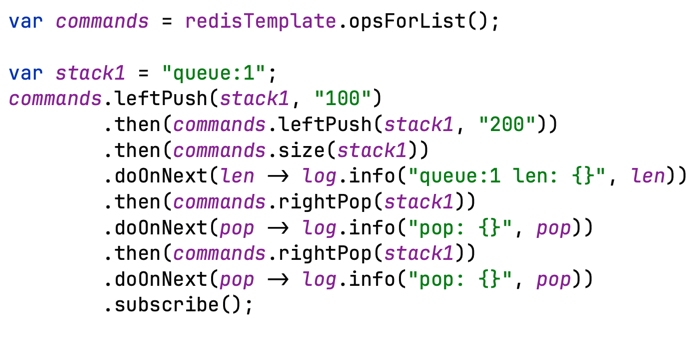 var commands = redisTemplate.opsForList();

var stack1 = "queue:1";
commands.leftPush(stack1, "100")
        .then(commands.leftPush(stack1, "200"))
        .then(commands.size(stack1))
        .doOnNext(len -> log.info("queue:1 len: {}", len))
        .then(commands.rightPop(stack1))
        .doOnNext(pop -> log.info("pop: {}", pop))
        .then(commands.rightPop(stack1))
        .doOnNext(pop -> log.info("pop: {}", pop))
        .subscribe();